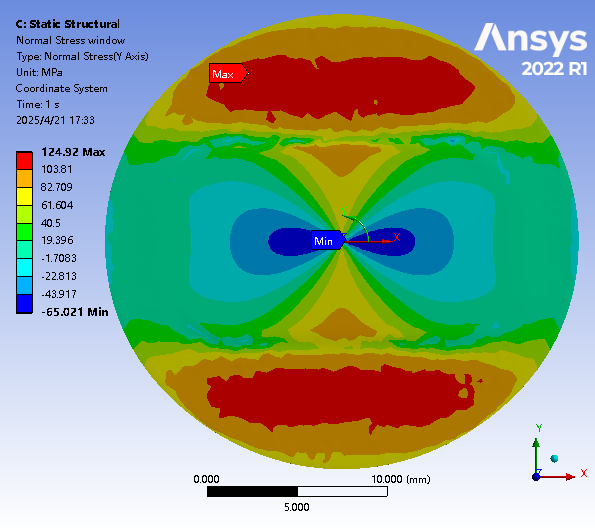 C: Static Structural
Normal Stress window
Type: Normal Stress(Y Axis)
Unit: MPa
Coordinate System
Time: 1 s
2025/4/21 17:33
124.92 Max
103.81
82.709
61.604
40.5
19.396
-1.7083
-22.813
-43.917
-65.021 Min
Ansys
2022 R1
Max
Min
X
Y
X
Z
0.000
10.000 (mm)
5.000